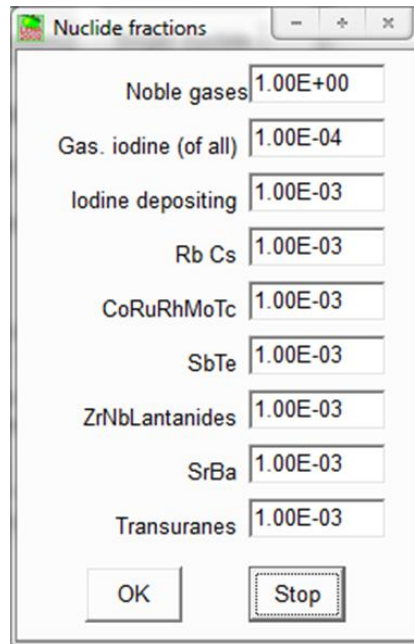 Nuclide fractions
Noble gases 1.00E+00
Gas. iodine (of all) 1.00E-04
Iodine depositing 1.00E-03
Rb Cs 1.00E-03
CoRuRhMoTc 1.00E-03
SbTe 1.00E-03
ZrNbLantanides 1.00E-03
SrBa 1.00E-03
Transuranes 1.00E-03
OK Stop